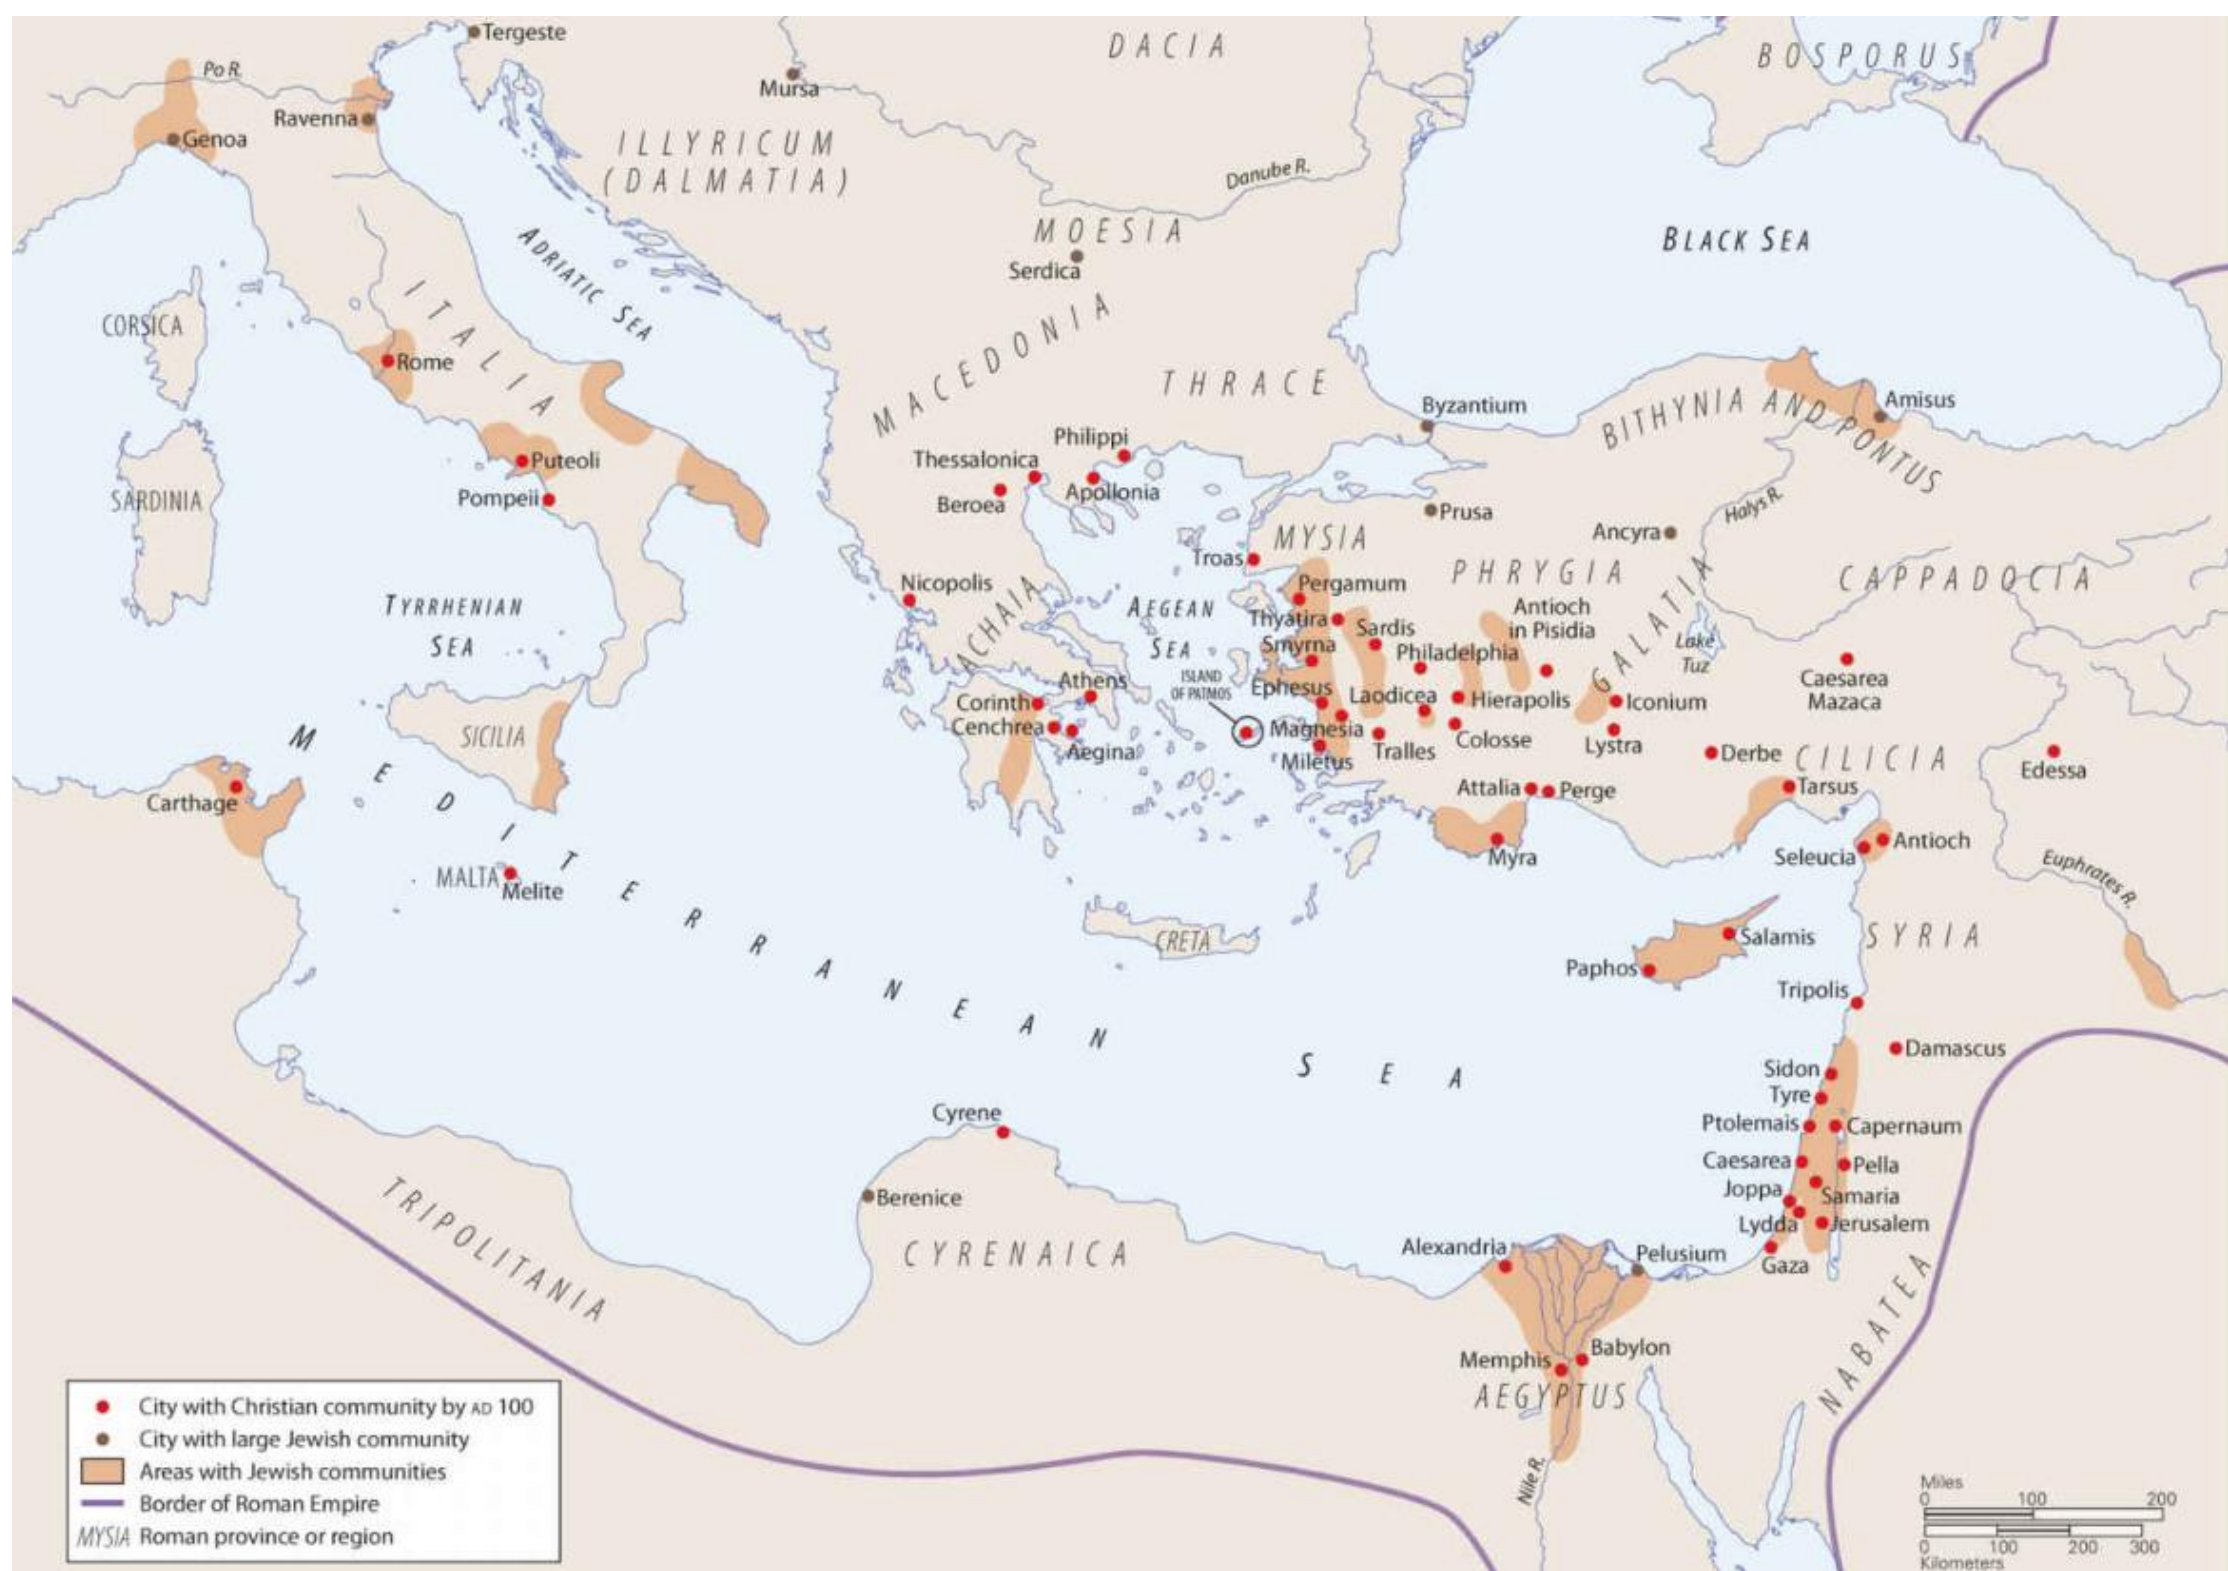 Tergeste
DACIA
BOSPORUS
Po R.
Mursa
Ravenna
Genoa
ILLYRICUM
(DALMATIA)
Danube R.
MOESIA
Serdica
BLACK SEA
ADRIATIC SEA
CORSICA
ITALIA
MACEDONIA
Rome
THRACE
Byzantium
BITHYNIA AND PONTUS
Amisus
Philippi
Thessalonica
Puteoli
SARDINIA
Pompeii
Beroea
Apollonia
Prusa
Halys R.
Ancyra
MYSIA
Troas
PHRYGIA
CAPPADOCIA
Nicopolis
Pergamum
TYRRHENIAN
SEA
ACHAIA
AEGEAN
SEA
Thyatira
Sardis
Antioch
in Pisidia
GALATIA
Lake
Tuz
Smyrna
Philadelphia
ISLAND
OF PATMOS
Athens
Ephesus
Laodicea
Hierapolis
Iconium
Caesarea
Mazaca
Corinth
Cenchrea
Aegina
Magnesia
Miletus
Tralles
Colosse
Lystra
Derbe
CILICIA
Edessa
SICILIA
MEDITERRANEAN SEA
Carthage
Attalia
Perge
Tarsus
Myra
Seleucia
Antioch
Euphrates R.
MALTA
Melite
CRETA
Salamis
SYRIA
Paphos
Tripolis
Damascus
Sidon
Tyre
Cyrene
Ptolemais
Capernaum
Caesarea
Pella
Joppa
Samaria
Berenice
Lydda
Jerusalem
TRIPOLITANIA
CYRENAICA
Alexandria
Pelusium
Gaza
NABATEA
Babylon
Memphis
AEGYPTUS
Nile R.
City with Christian community by AD 100
City with large Jewish community
Areas with Jewish communities
Border of Roman Empire
MYSIA Roman province or region
Miles
0 100 200
0 100 200 300
Kilometers